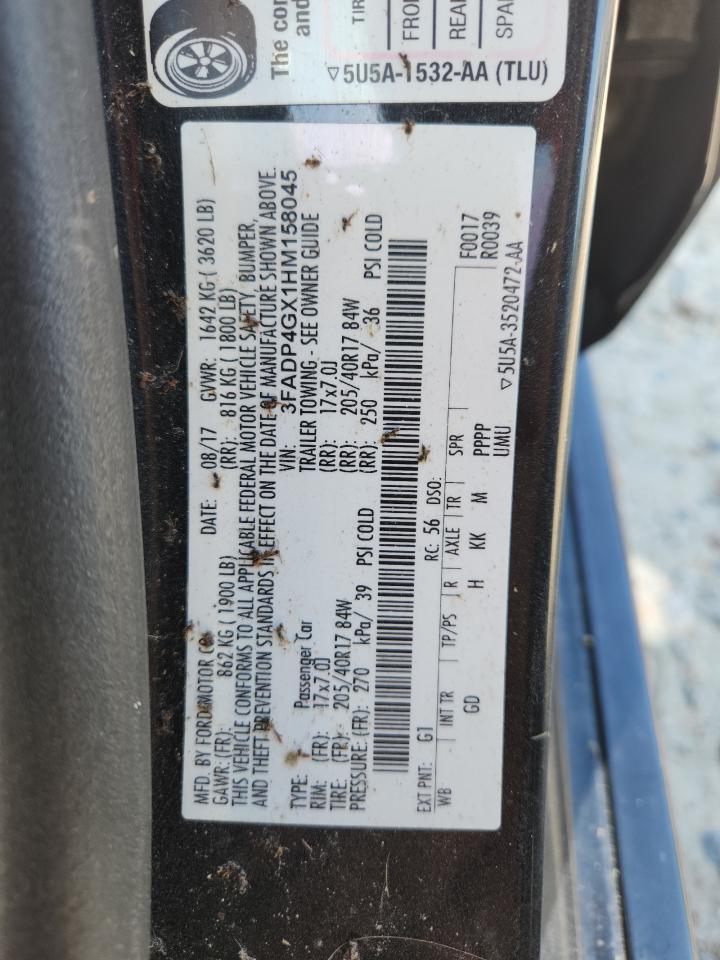 The con
and
TIR
FRO
REA
SPA
▽5U5A-1532-AA (TLU)
MFD. BY FORD MOTOR CO. DATE: 08/17 GVWR: 1642 KG ( 3620 LB)
GAWR: (FR): 862 KG ( 1900 LB) (RR): 816 KG ( 1800 LB)
THIS VEHICLE CONFORMS TO ALL APPLICABLE FEDERAL MOTOR VEHICLE SAFETY, BUMPER,
AND THEFT PREVENTION STANDARDS IN EFFECT ON THE DATE OF MANUFACTURE SHOWN ABOVE.
VIN: 3FADP4GX1HM158045
TYPE: Passenger Car TRAILER TOWING - SEE OWNER GUIDE
RIM: (FR): 17x7.0J (RR): 17x7.0J
TIRE: (FR): 205/40R17 84W (RR): 205/40R17 84W
PRESSURE: (FR): 270 kPa/ 39 PSI COLD (RR): 250 kPa/ 36 PSI COLD
EXT PNT: G1 RC: 56 DSO: F0017
WB INT TR TP/PS R AXLE TR SPR R0039
GD H KK M PPPP
UMU ▽5U5A-3520472-AA